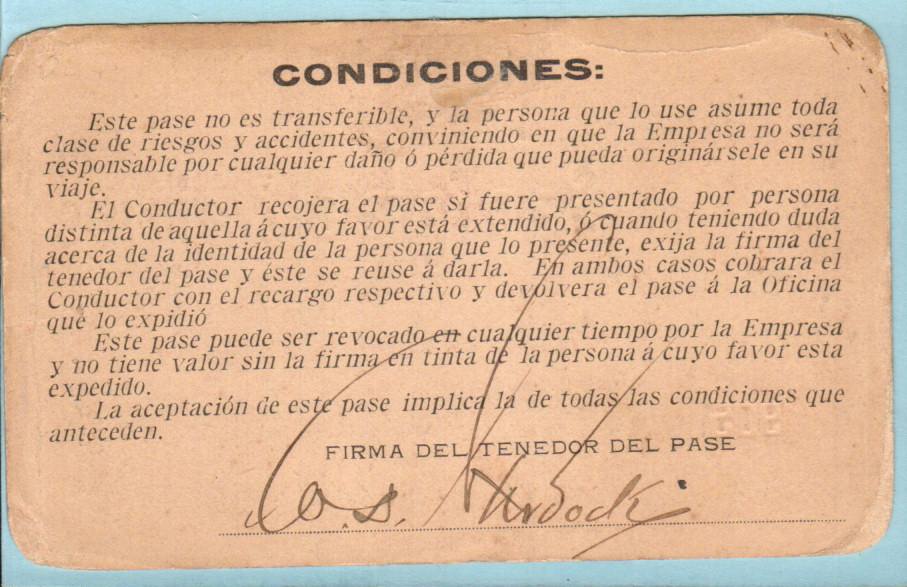 CONDICIONES:
Este pase no es transferible, y la persona que lo use asume toda
clase de riesgos y accidentes, conviniendo en que la Empresa no será
responsable por cualquier daño ó pérdida que pueda originársele en su
viaje.
El Conductor recojera el pase si fuere presentado por persona
distinta de aquella á cuyo favor está extendido, ó cuando teniendo duda
acerca de la identidad de la persona que lo presente, exija la firma del
tenedor del pase y éste se reuse á darla. En ambos casos cobrara el
Conductor con el recargo respectivo y devolvera el pase á la Oficina
que lo expidió
Este pase puede ser revocado en cualquier tiempo por la Empresa
y no tiene valor sin la firma en tinta de la persona á cuyo favor esta
expedido.
La aceptación de este pase implica la de todas las condiciones que
anteceden.
FIRMA DEL TENEDOR DEL PASE